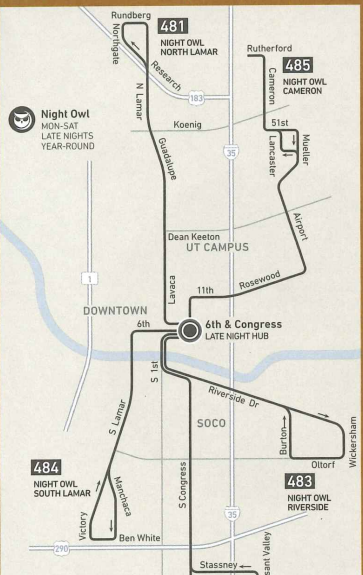 Rundberg
481
NIGHT OWL
NORTH LAMAR
Northgate
Research
183
N Lamar
Rutherford
485
NIGHT OWL
CAMERON
Cameron
Night Owl
MON-SAT
LATE NIGHTS
YEAR-ROUND
Koenig
51st
Mueller
Lancaster
Guadalupe
35
Airport
Dean Keeton
UT CAMPUS
1
Lavaca
11th
Rosewood
DOWNTOWN
6th
6th & Congress
LATE NIGHT HUB
S 1st
Riverside Dr
S Lamar
SOCO
Burton
Wickersham
Oltorf
484
NIGHT OWL
SOUTH LAMAR
483
NIGHT OWL
RIVERSIDE
Manchaca
S Congress
Victory
Ben White
35
290
Stassney
sant Valley